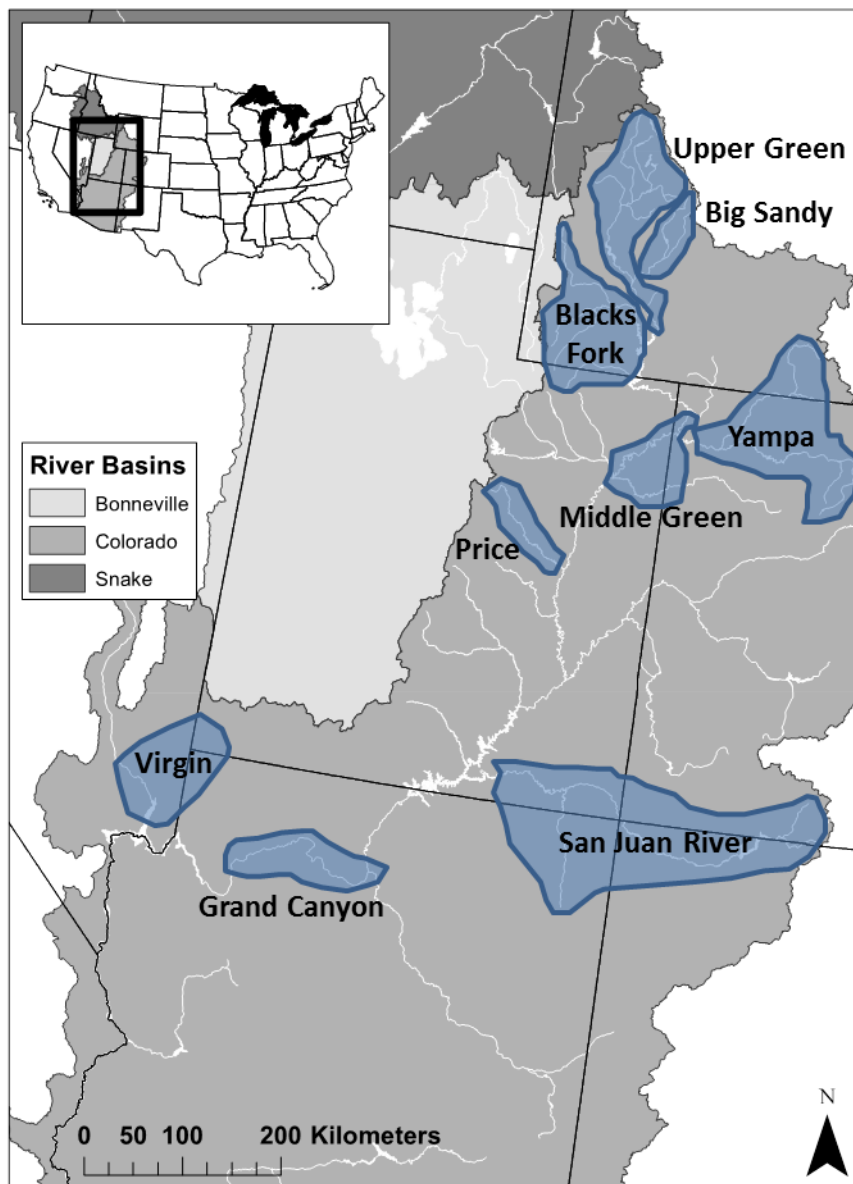 Upper Green
Big Sandy
Blacks
Fork
Yampa
River Basins
Bonneville
Colorado
Snake
Middle Green
Price
Virgin
San Juan River
Grand Canyon
N
0 50 100 200 Kilometers